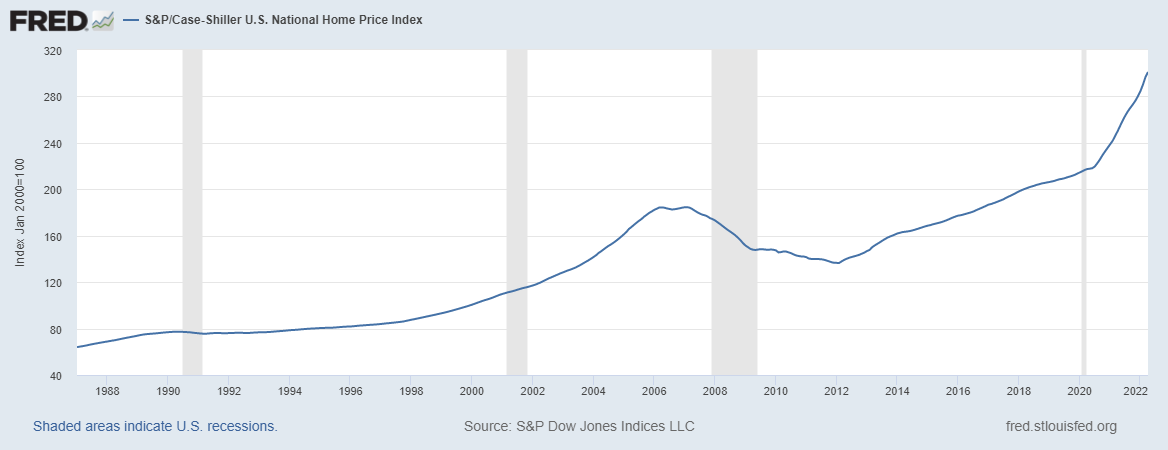 FRED
S&P/Case-Shiller U.S. National Home Price Index
320
280
240
200
160
120
80
40
Index Jan 2000=100
1988 1990 1992 1994 1996 1998 2000 2002 2004 2006 2008 2010 2012 2014 2016 2018 2020 2022
Shaded areas indicate U.S. recessions.
Source: S&P Dow Jones Indices LLC
fred.stlouisfed.org